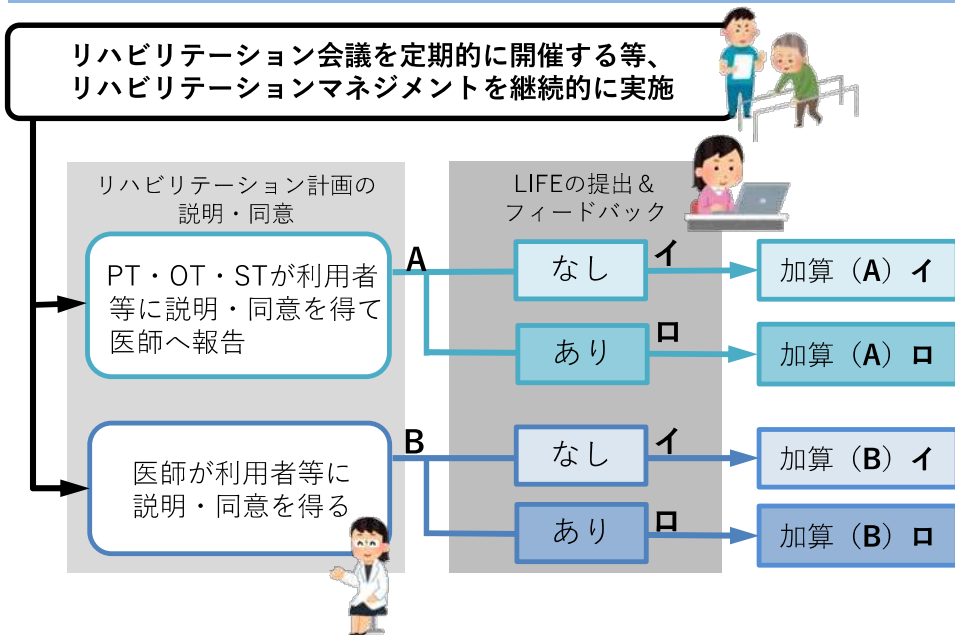 リハビリテーション会議を定期的に開催する等、
リハビリテーションマネジメントを継続的に実施
リハビリテーション計画の
説明・同意
LIFEの提出＆
フィードバック
PT・OT・STが利用者
等に説明・同意を得て
医師へ報告
A
なし
イ
加算（A）イ
あり
ロ
加算（A）ロ
医師が利用者等に
説明・同意を得る
B
なし
イ
加算（B）イ
あり
ロ
加算（B）ロ